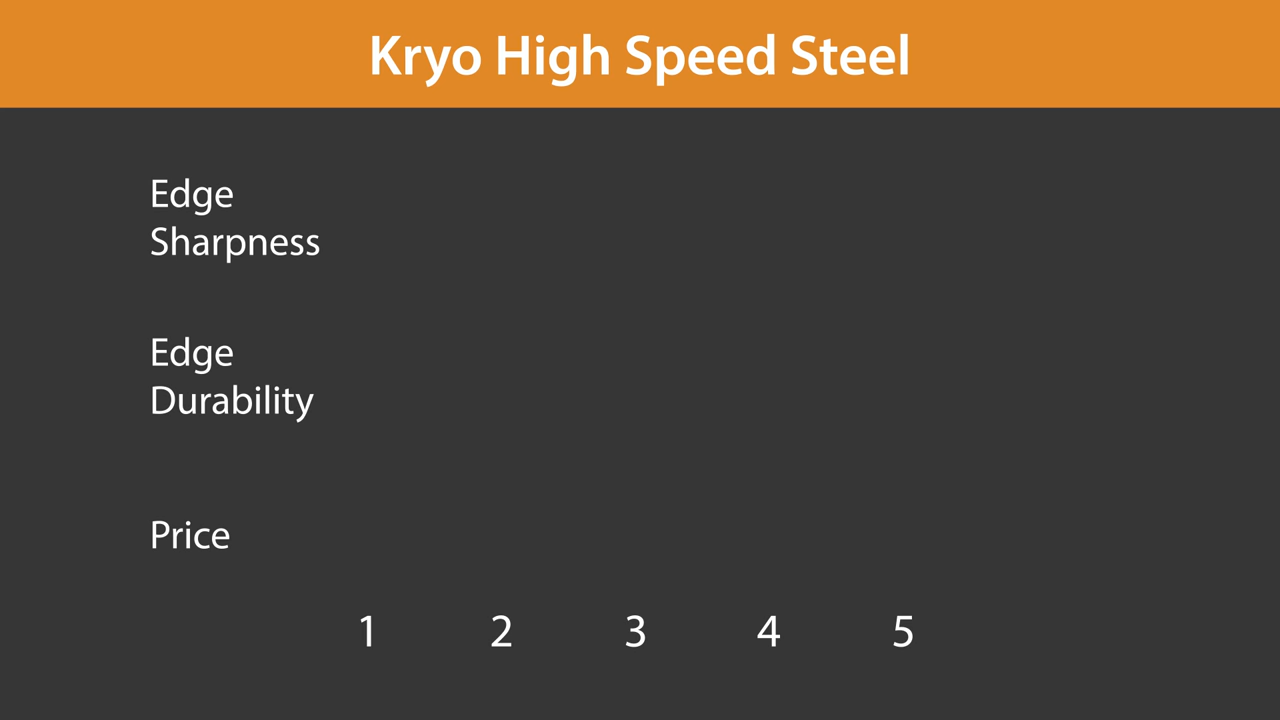 Kryo High Speed Steel
Edge
Sharpness
Edge
Durability
Price
1 2 3 4 5